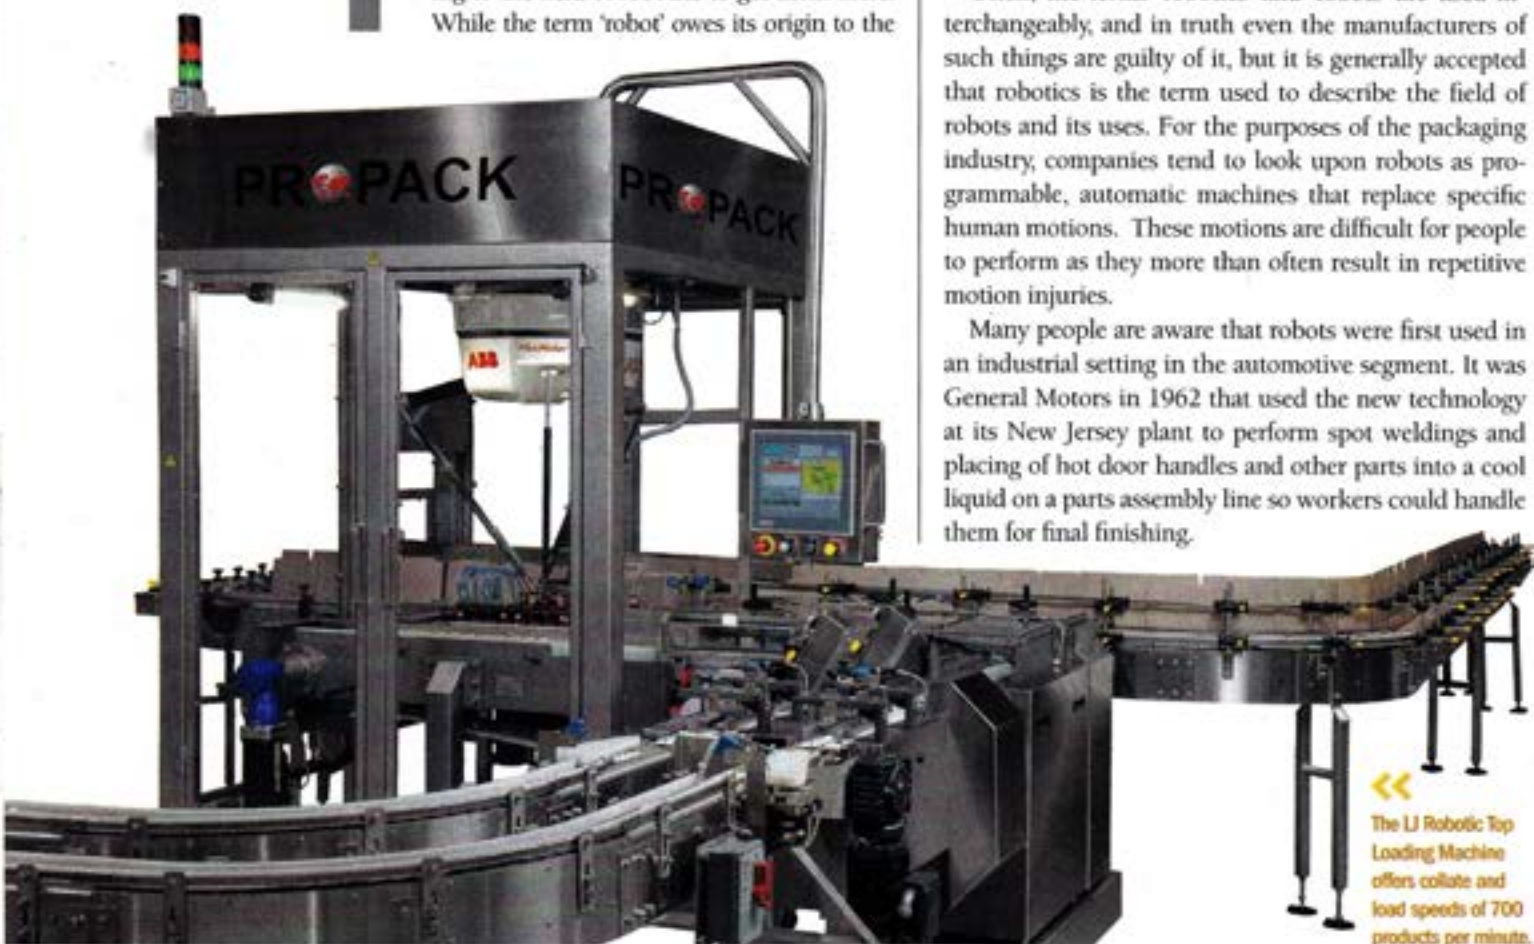 While the term ‘robot’ owes its origin to the
terchangeably, and in truth even the manufacturers of
such things are guilty of it, but it is generally accepted
that robotics is the term used to describe the field of
robots and its uses. For the purposes of the packaging
industry, companies tend to look upon robots as pro-
grammable, automatic machines that replace specific
human motions. These motions are difficult for people
to perform as they more than often result in repetitive
motion injuries.
Many people are aware that robots were first used in
an industrial setting in the automotive segment. It was
General Motors in 1962 that used the new technology
at its New Jersey plant to perform spot weldings and
placing of hot door handles and other parts into a cool
liquid on a parts assembly line so workers could handle
them for final finishing.
PROPACK
PROPACK
ABB
«
The LJ Robotic Top
Loading Machine
offers collate and
load speeds of 700
products per minute.